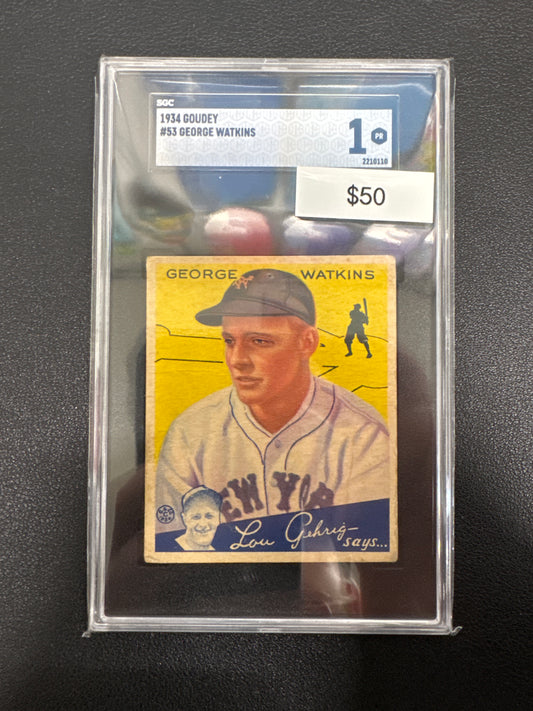 SGC
1934 GOUDEY
#53 GEORGE WATKINS
1
PR
2210110
$50
GEORGE WATKINS
NEW YOR
Lou Gehrig—
says...